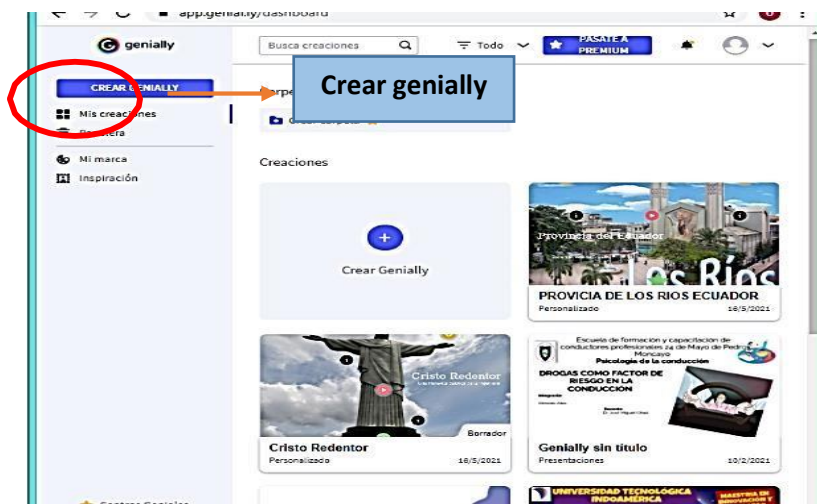 app.genial.ly/dashboard
genially
Busca creaciones
Todo
PÁSATE A
PREMIUM
CREAR GENIALLY
Crear genially
Mis creaciones
Mi marca
Inspiración
Creaciones
Crear Genially
Provincia del Ecuador
Los Ríos
PROVICIA DE LOS RIOS ECUADOR
Personalizado
16/5/2021
Cristo Redentor
Borrador
Cristo Redentor
Personalizado
16/5/2021
Escuela de formación y capacitación de
conductores profesionales 24 de Mayo de Pedro
Moncayo
Psicología de la conducción
DROGAS COMO FACTOR DE
RIESGO EN LA
CONDUCCIÓN
Genially sin título
Presentaciones
10/2/2021
UNIVERSIDAD TECNOLÓGICA
INDOAMÉRICA
MAESTRÍA EN
INNOVACIÓN Y